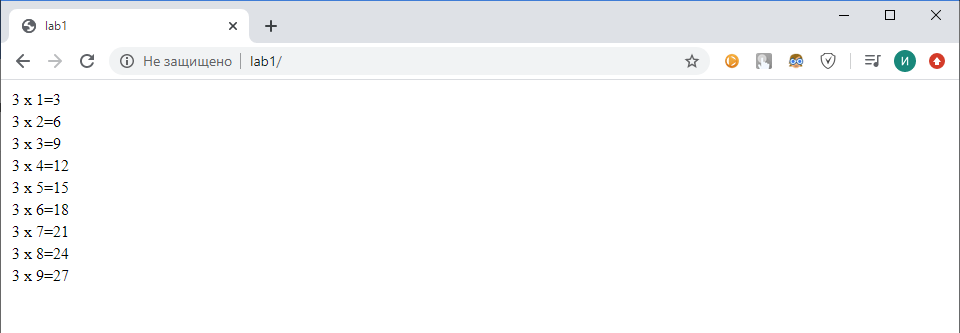 lab1
Не защищено
lab1/
И
3 x 1=3
3 x 2=6
3 x 3=9
3 x 4=12
3 x 5=15
3 x 6=18
3 x 7=21
3 x 8=24
3 x 9=27